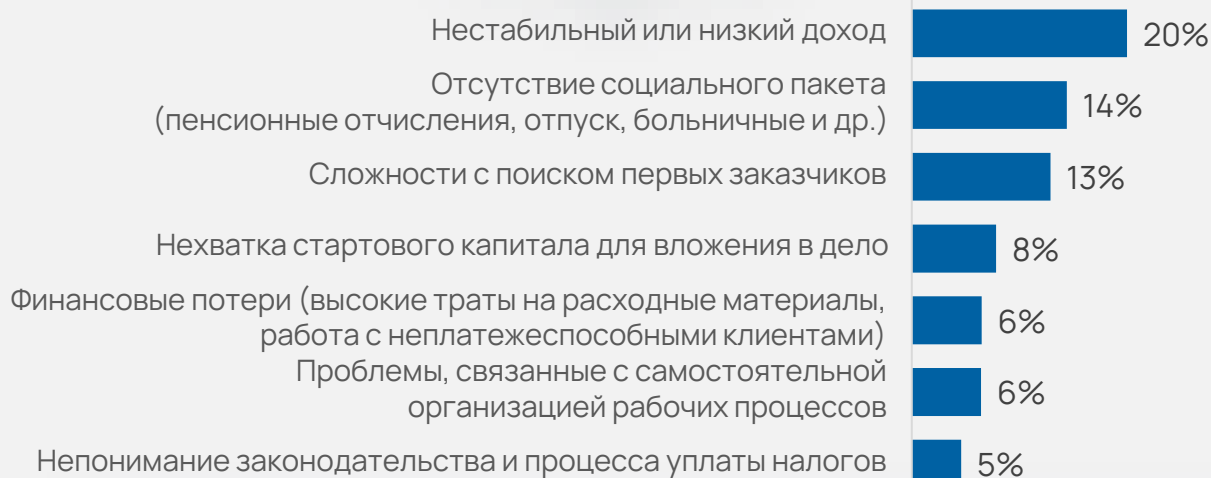 Нестабильный или низкий доход 20%
Отсутствие социального пакета
(пенсионные отчисления, отпуск, больничные и др.) 14%
Сложности с поиском первых заказчиков 13%
Нехватка стартового капитала для вложения в дело 8%
Финансовые потери (высокие траты на расходные материалы,
работа с неплатежеспособными клиентами) 6%
Проблемы, связанные с самостоятельной
организацией рабочих процессов 6%
Непонимание законодательства и процесса уплаты налогов 5%